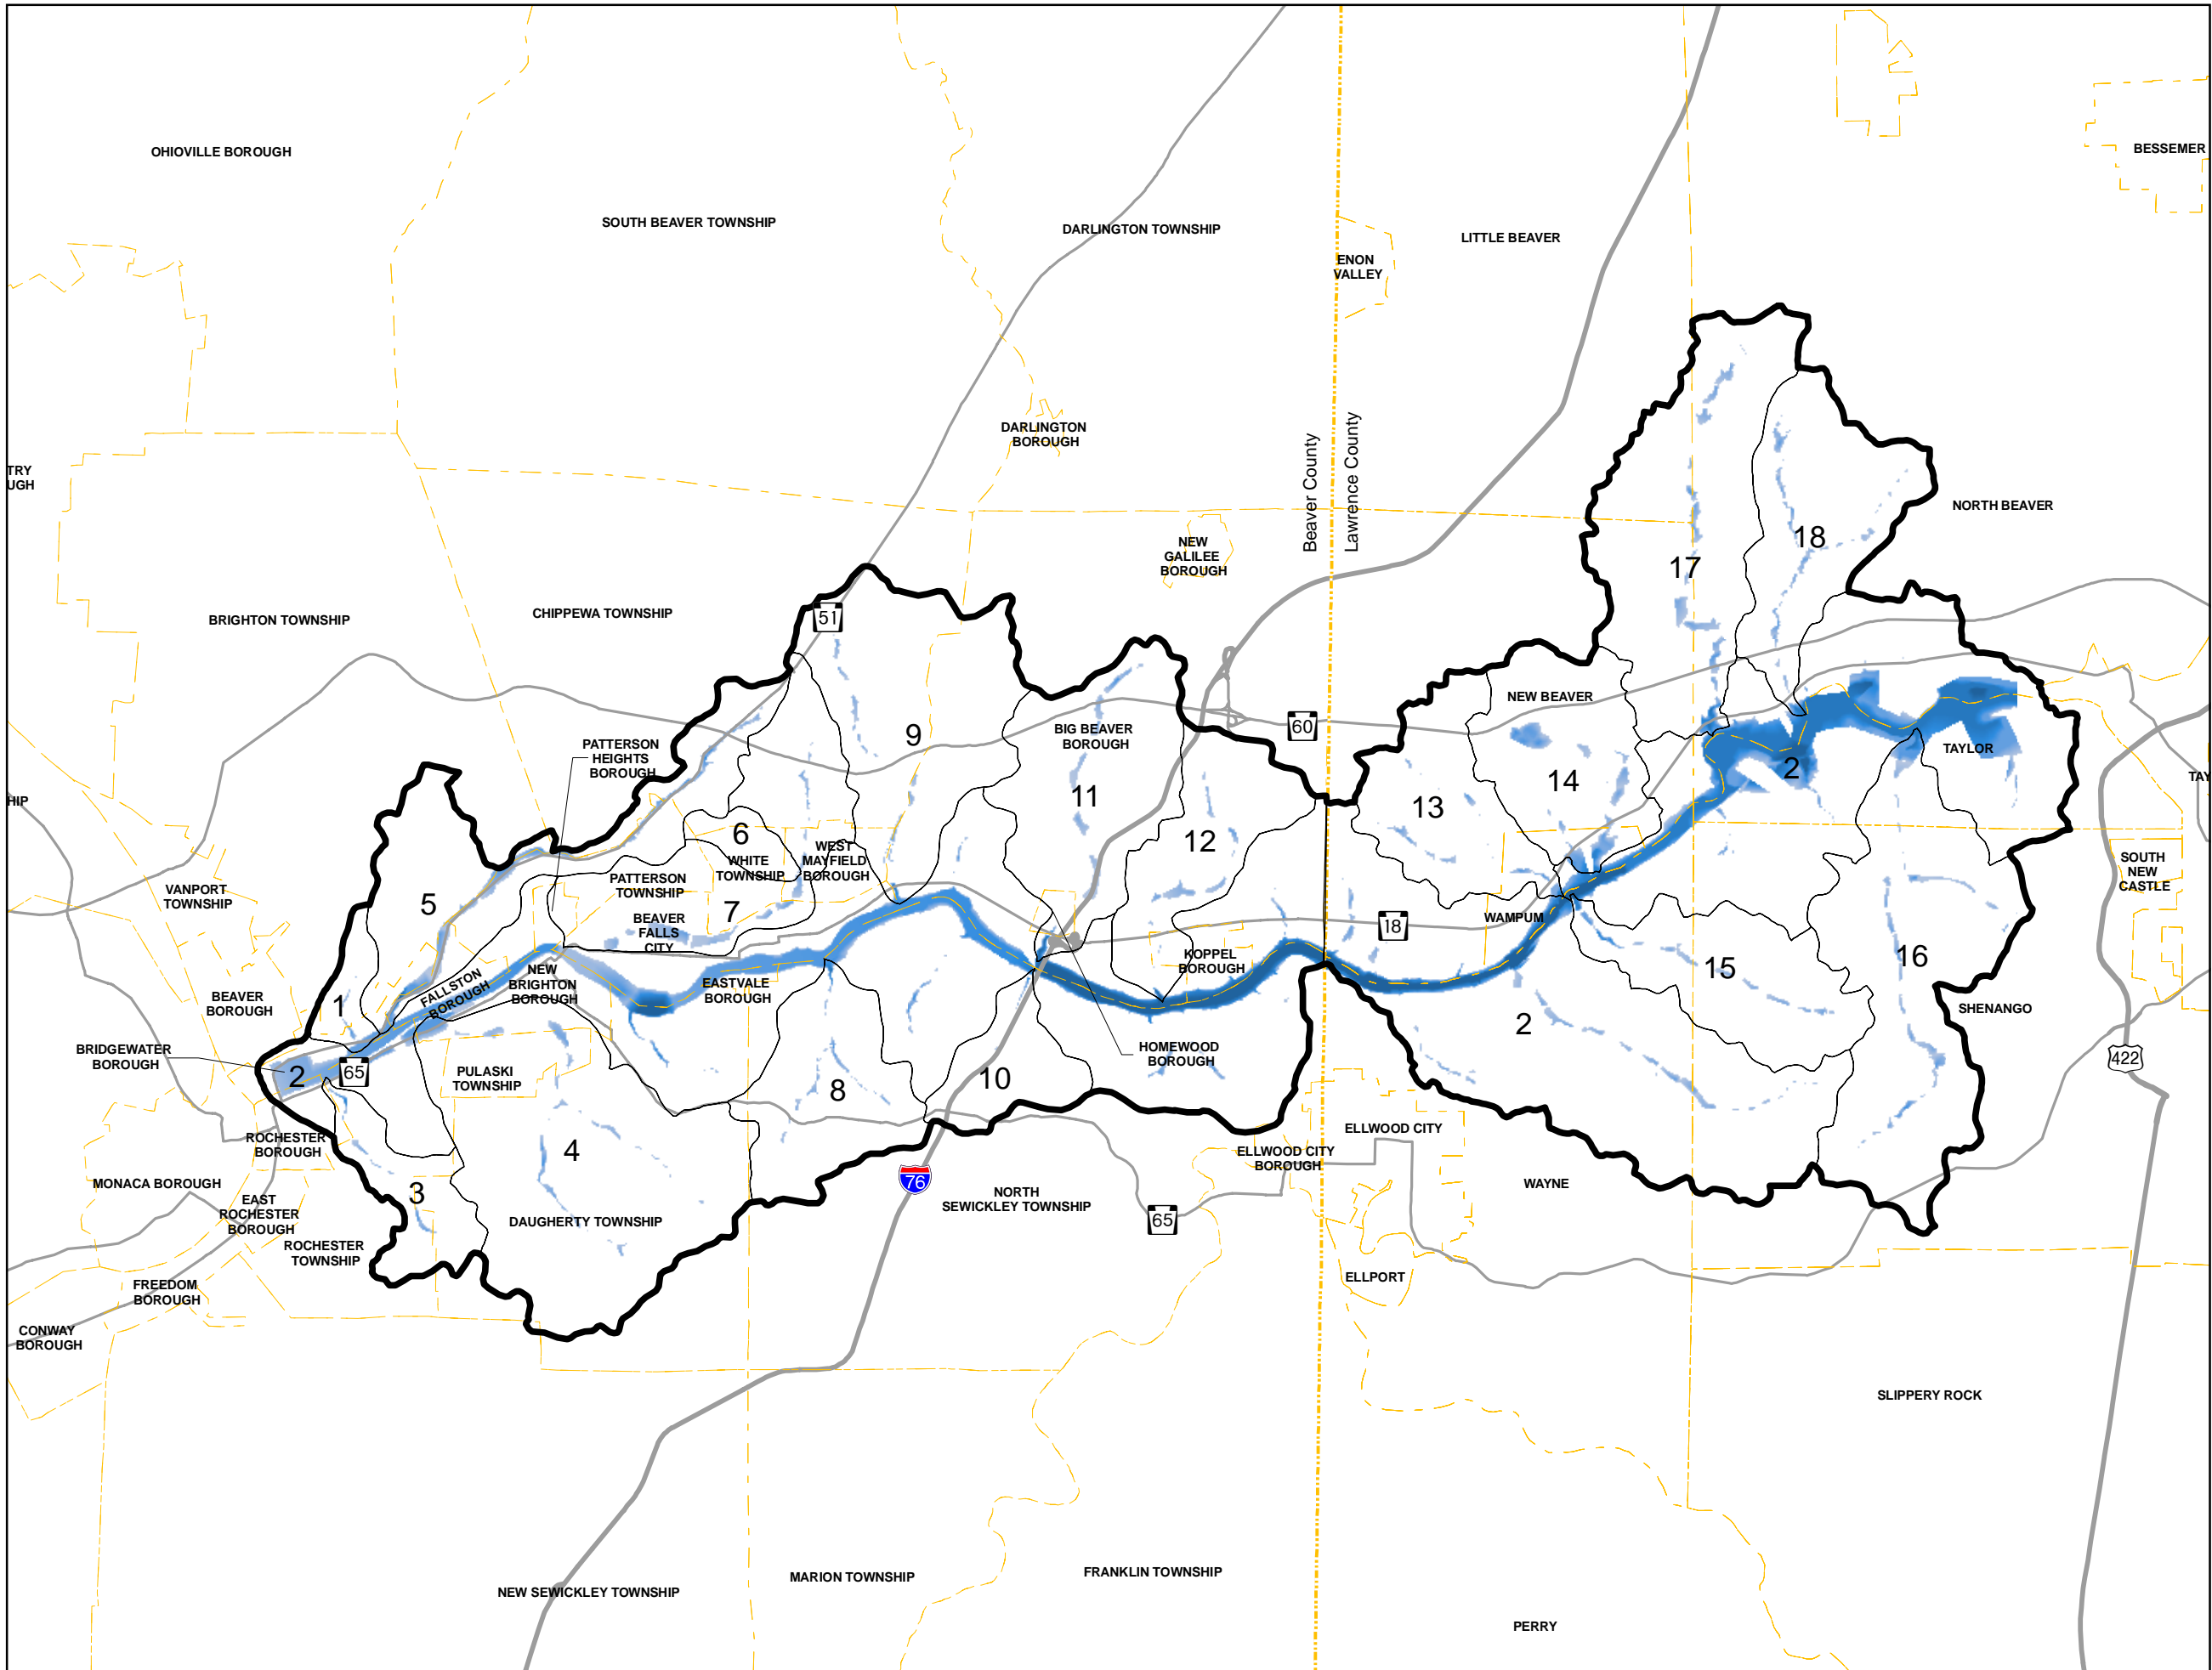 OHIOVILLE BOROUGH
BESSEMER
SOUTH BEAVER TOWNSHIP
DARLINGTON TOWNSHIP
LITTLE BEAVER
ENON
VALLEY
DARLINGTON
BOROUGH
Beaver County
Lawrence County
TRY
UGH
NORTH BEAVER
NEW
GALILEE
BOROUGH
18
17
51
BRIGHTON TOWNSHIP
CHIPPEWA TOWNSHIP
NEW BEAVER
60
BIG BEAVER
BOROUGH
9
PATTERSON
HEIGHTS
BOROUGH
TAYLOR
2
TAY
HIP
11
14
13
12
6
WHITE
TOWNSHIP
WEST
MAYFIELD
BOROUGH
SOUTH
NEW
CASTLE
VANPORT
TOWNSHIP
5
PATTERSON
TOWNSHIP
7
BEAVER
FALLS
CITY
18
WAMPUM
16
15
KOPPEL
BOROUGH
NEW
BRIGHTON
BOROUGH
EASTVALE
BOROUGH
FALLSTON
BOROUGH
BEAVER
BOROUGH
1
SHENANGO
2
BRIDGEWATER
BOROUGH
2
65
HOMEWOOD
BOROUGH
422
PULASKI
TOWNSHIP
8
10
ROCHESTER
BOROUGH
4
ELLWOOD CITY
ELLWOOD CITY
BOROUGH
MONACA BOROUGH
3
76
WAYNE
EAST
ROCHESTER
BOROUGH
NORTH
SEWICKLEY TOWNSHIP
65
DAUGHERTY TOWNSHIP
ROCHESTER
TOWNSHIP
FREEDOM
BOROUGH
ELLPORT
CONWAY
BOROUGH
SLIPPERY ROCK
NEW SEWICKLEY TOWNSHIP
MARION TOWNSHIP
FRANKLIN TOWNSHIP
PERRY